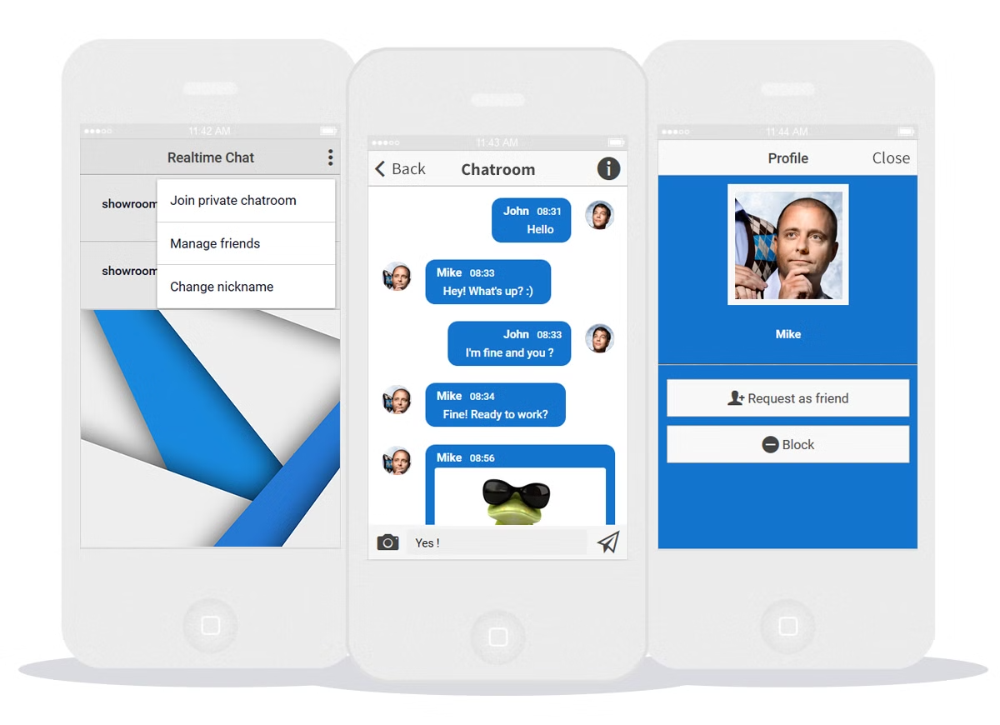 11:42 AM
Realtime Chat
showroom
Join private chatroom
Manage friends
showroom
Change nickname
11:43 AM
Back Chatroom
John 08:31
Hello
Mike 08:33
Hey! What's up? :)
John 08:33
I'm fine and you ?
Mike 08:34
Fine! Ready to work?
Mike 08:56
Yes !
11:44 AM
Profile Close
Mike
Request as friend
Block